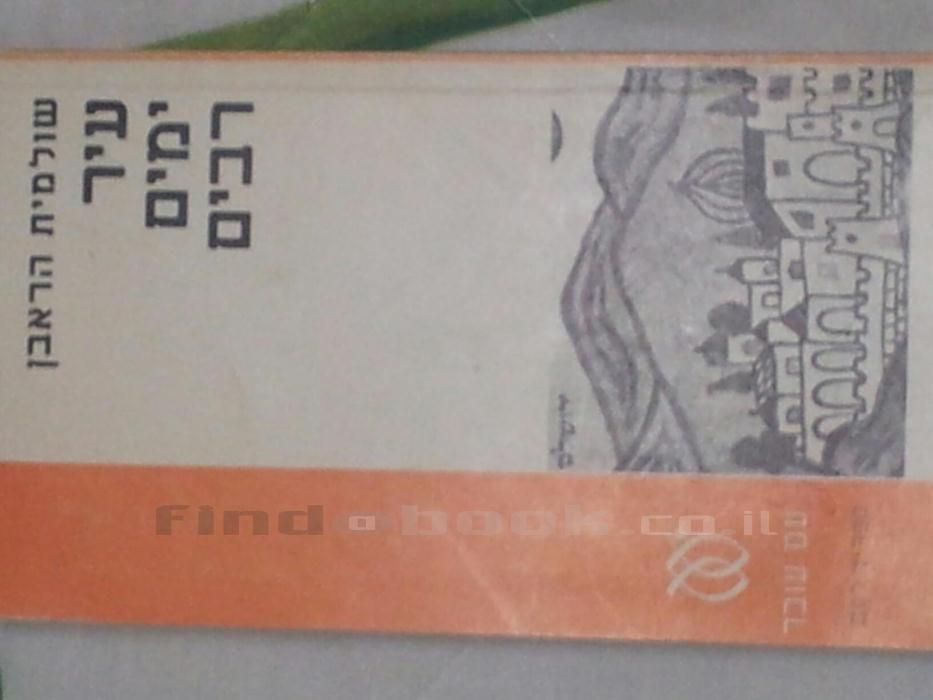 שולמית הראבן
עיר
ימים
רבים
findabook.co.il